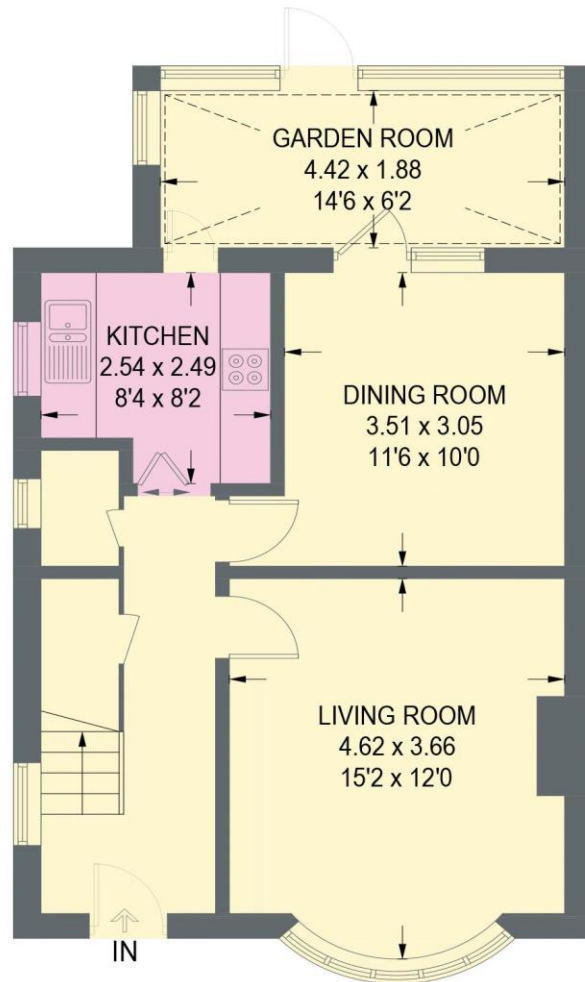 GARDEN ROOM
4.42 x 1.88
14'6 x 6'2
KITCHEN
2.54 x 2.49
8'4 x 8'2
DINING ROOM
3.51 x 3.05
11'6 x 10'0
LIVING ROOM
4.62 x 3.66
15'2 x 12'0
IN